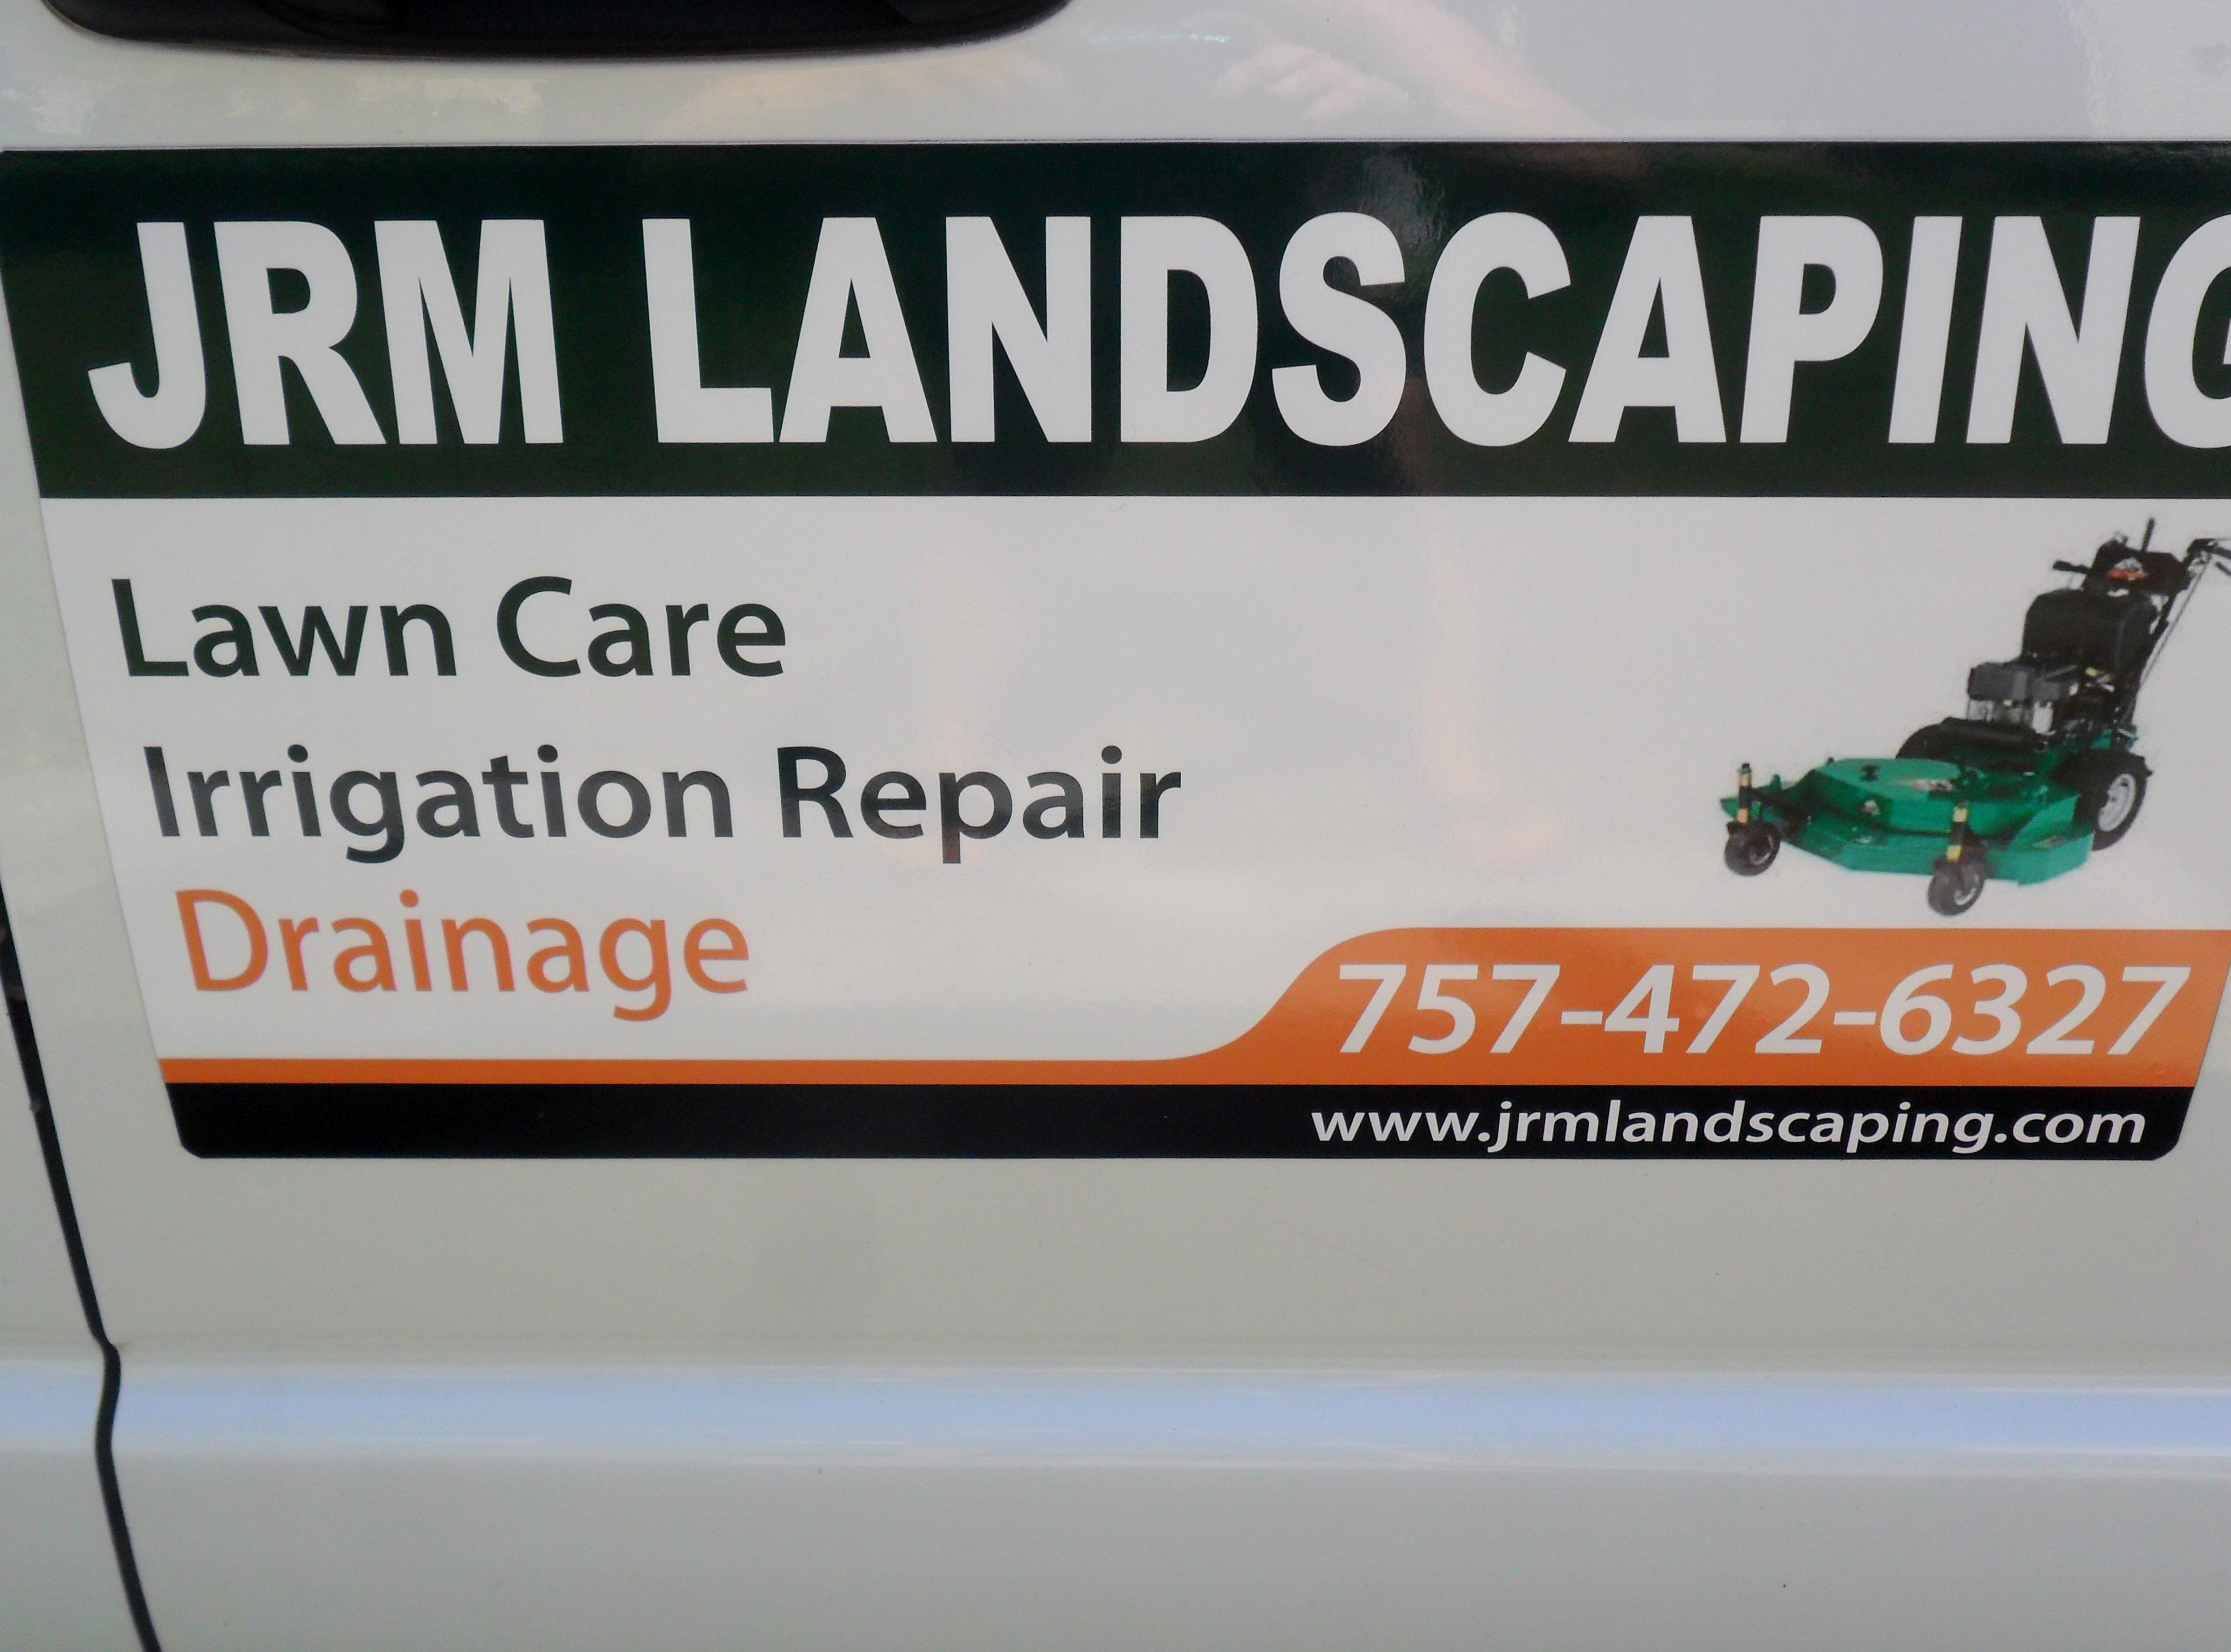 JRM LANDSCAPING
Lawn Care
Irrigation Repair
Drainage
757-472-6327
www.jrmlandscaping.com